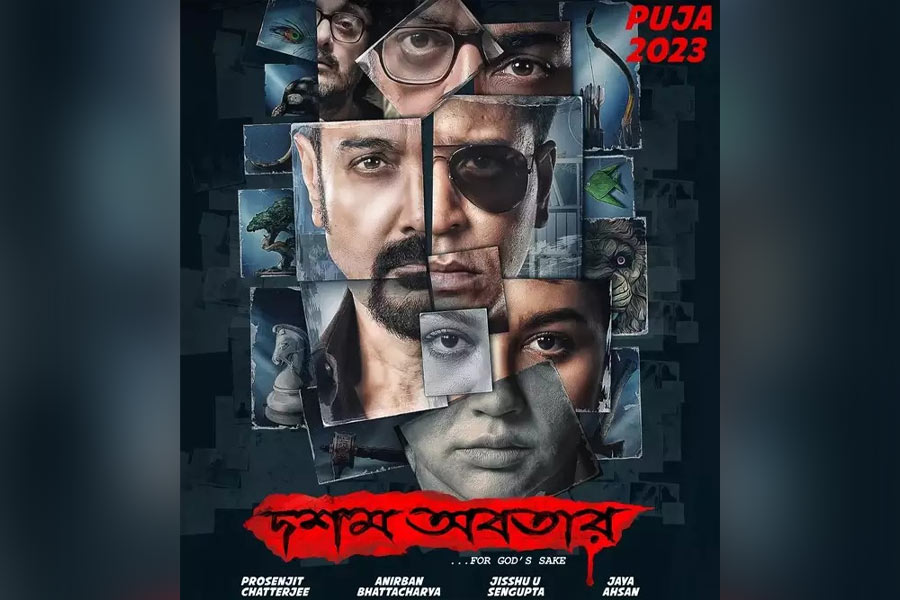 PUJA
2023
দশম অবতার
...FOR GOD'S SAKE
PROSENJIT CHATTERJEE
ANIRBAN BHATTACHARYA
JISSHU U SENGUPTA
JAYA AHSAN